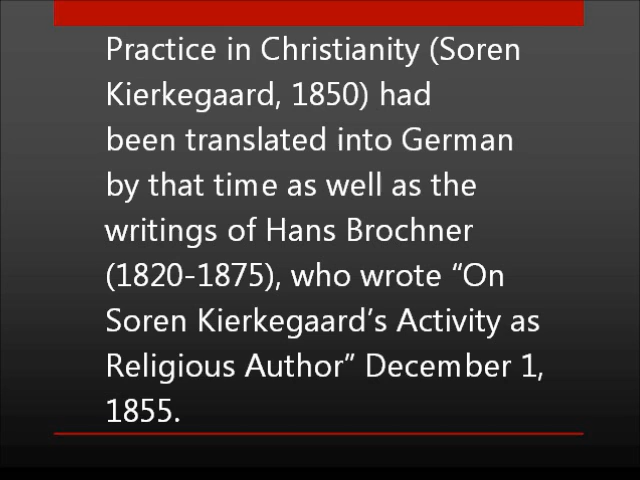 Practice in Christianity (Soren
Kierkegaard, 1850) had
been translated into German
by that time as well as the
writings of Hans Brochner
(1820-1875), who wrote “On
Soren Kierkegaard’s Activity as
Religious Author” December 1,
1855.